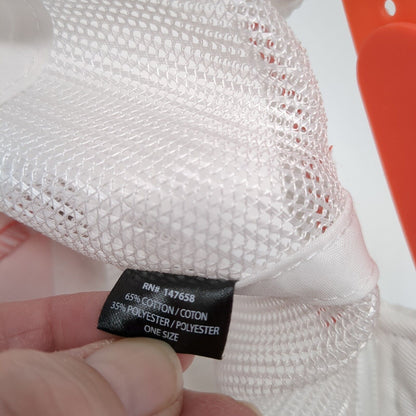 RN# 147658
65% COTTON / COTON
35% POLYESTER / POLYESTER
ONE SIZE